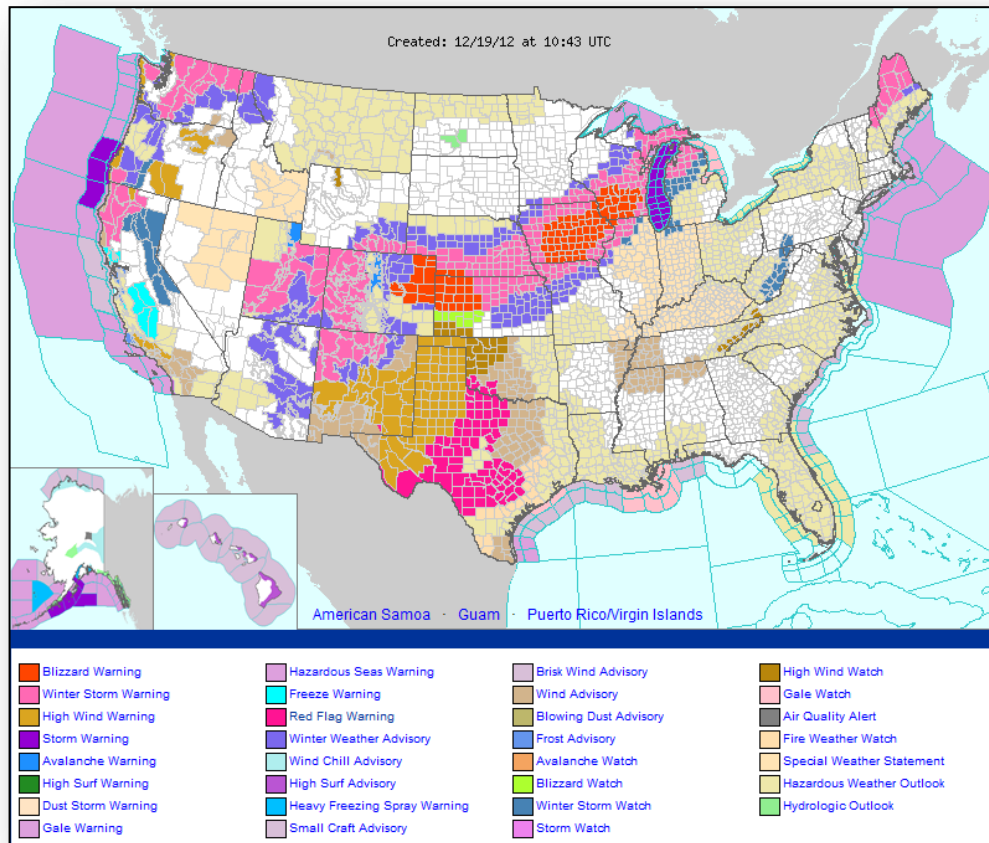 Created: 12/19/12 at 10:43 UTC
American Samoa · Guam · Puerto Rico/Virgin Islands
Blizzard Warning
Winter Storm Warning
High Wind Warning
Storm Warning
Avalanche Warning
High Surf Warning
Dust Storm Warning
Gale Warning
Hazardous Seas Warning
Freeze Warning
Red Flag Warning
Winter Weather Advisory
Wind Chill Advisory
High Surf Advisory
Heavy Freezing Spray Warning
Small Craft Advisory
Brisk Wind Advisory
Wind Advisory
Blowing Dust Advisory
Frost Advisory
Avalanche Watch
Blizzard Watch
Winter Storm Watch
Storm Watch
High Wind Watch
Gale Watch
Air Quality Alert
Fire Weather Watch
Special Weather Statement
Hazardous Weather Outlook
Hydrologic Outlook